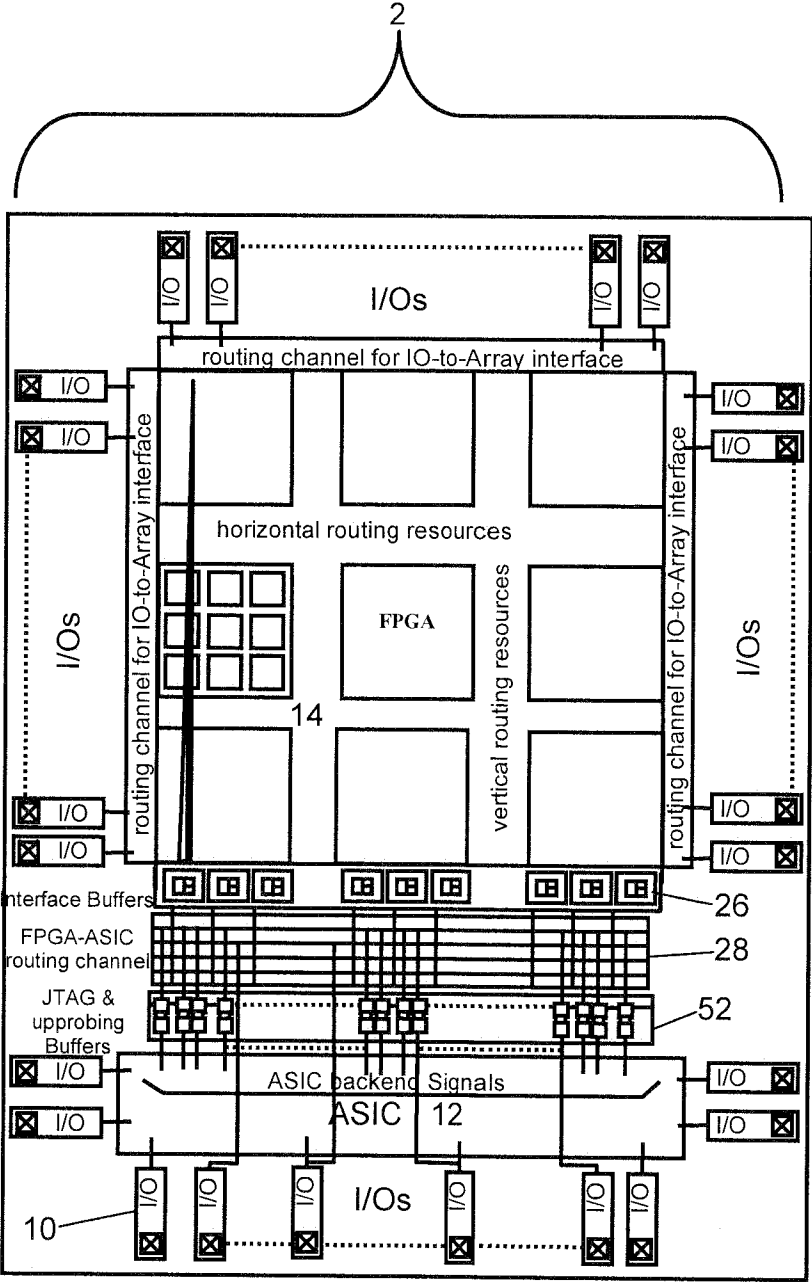 2
I/O I/O I/O I/O
I/Os
routing channel for IO-to-Array interface
I/O
I/O
I/O
I/O
routing channel for IO-to-Array interface
routing channel for IO-to-Array interface
horizontal routing resources
vertical routing resources
FPGA
I/Os
I/Os
14
I/O
I/O
I/O
I/O
nterface Buffers
26
FPGA-ASIC
routing channel
28
JTAG &
upprobing
Buffers
52
I/O
I/O
ASIC backend Signals
ASIC 12
I/O
I/O
I/O I/O I/O I/O I/O I/O
I/Os
10